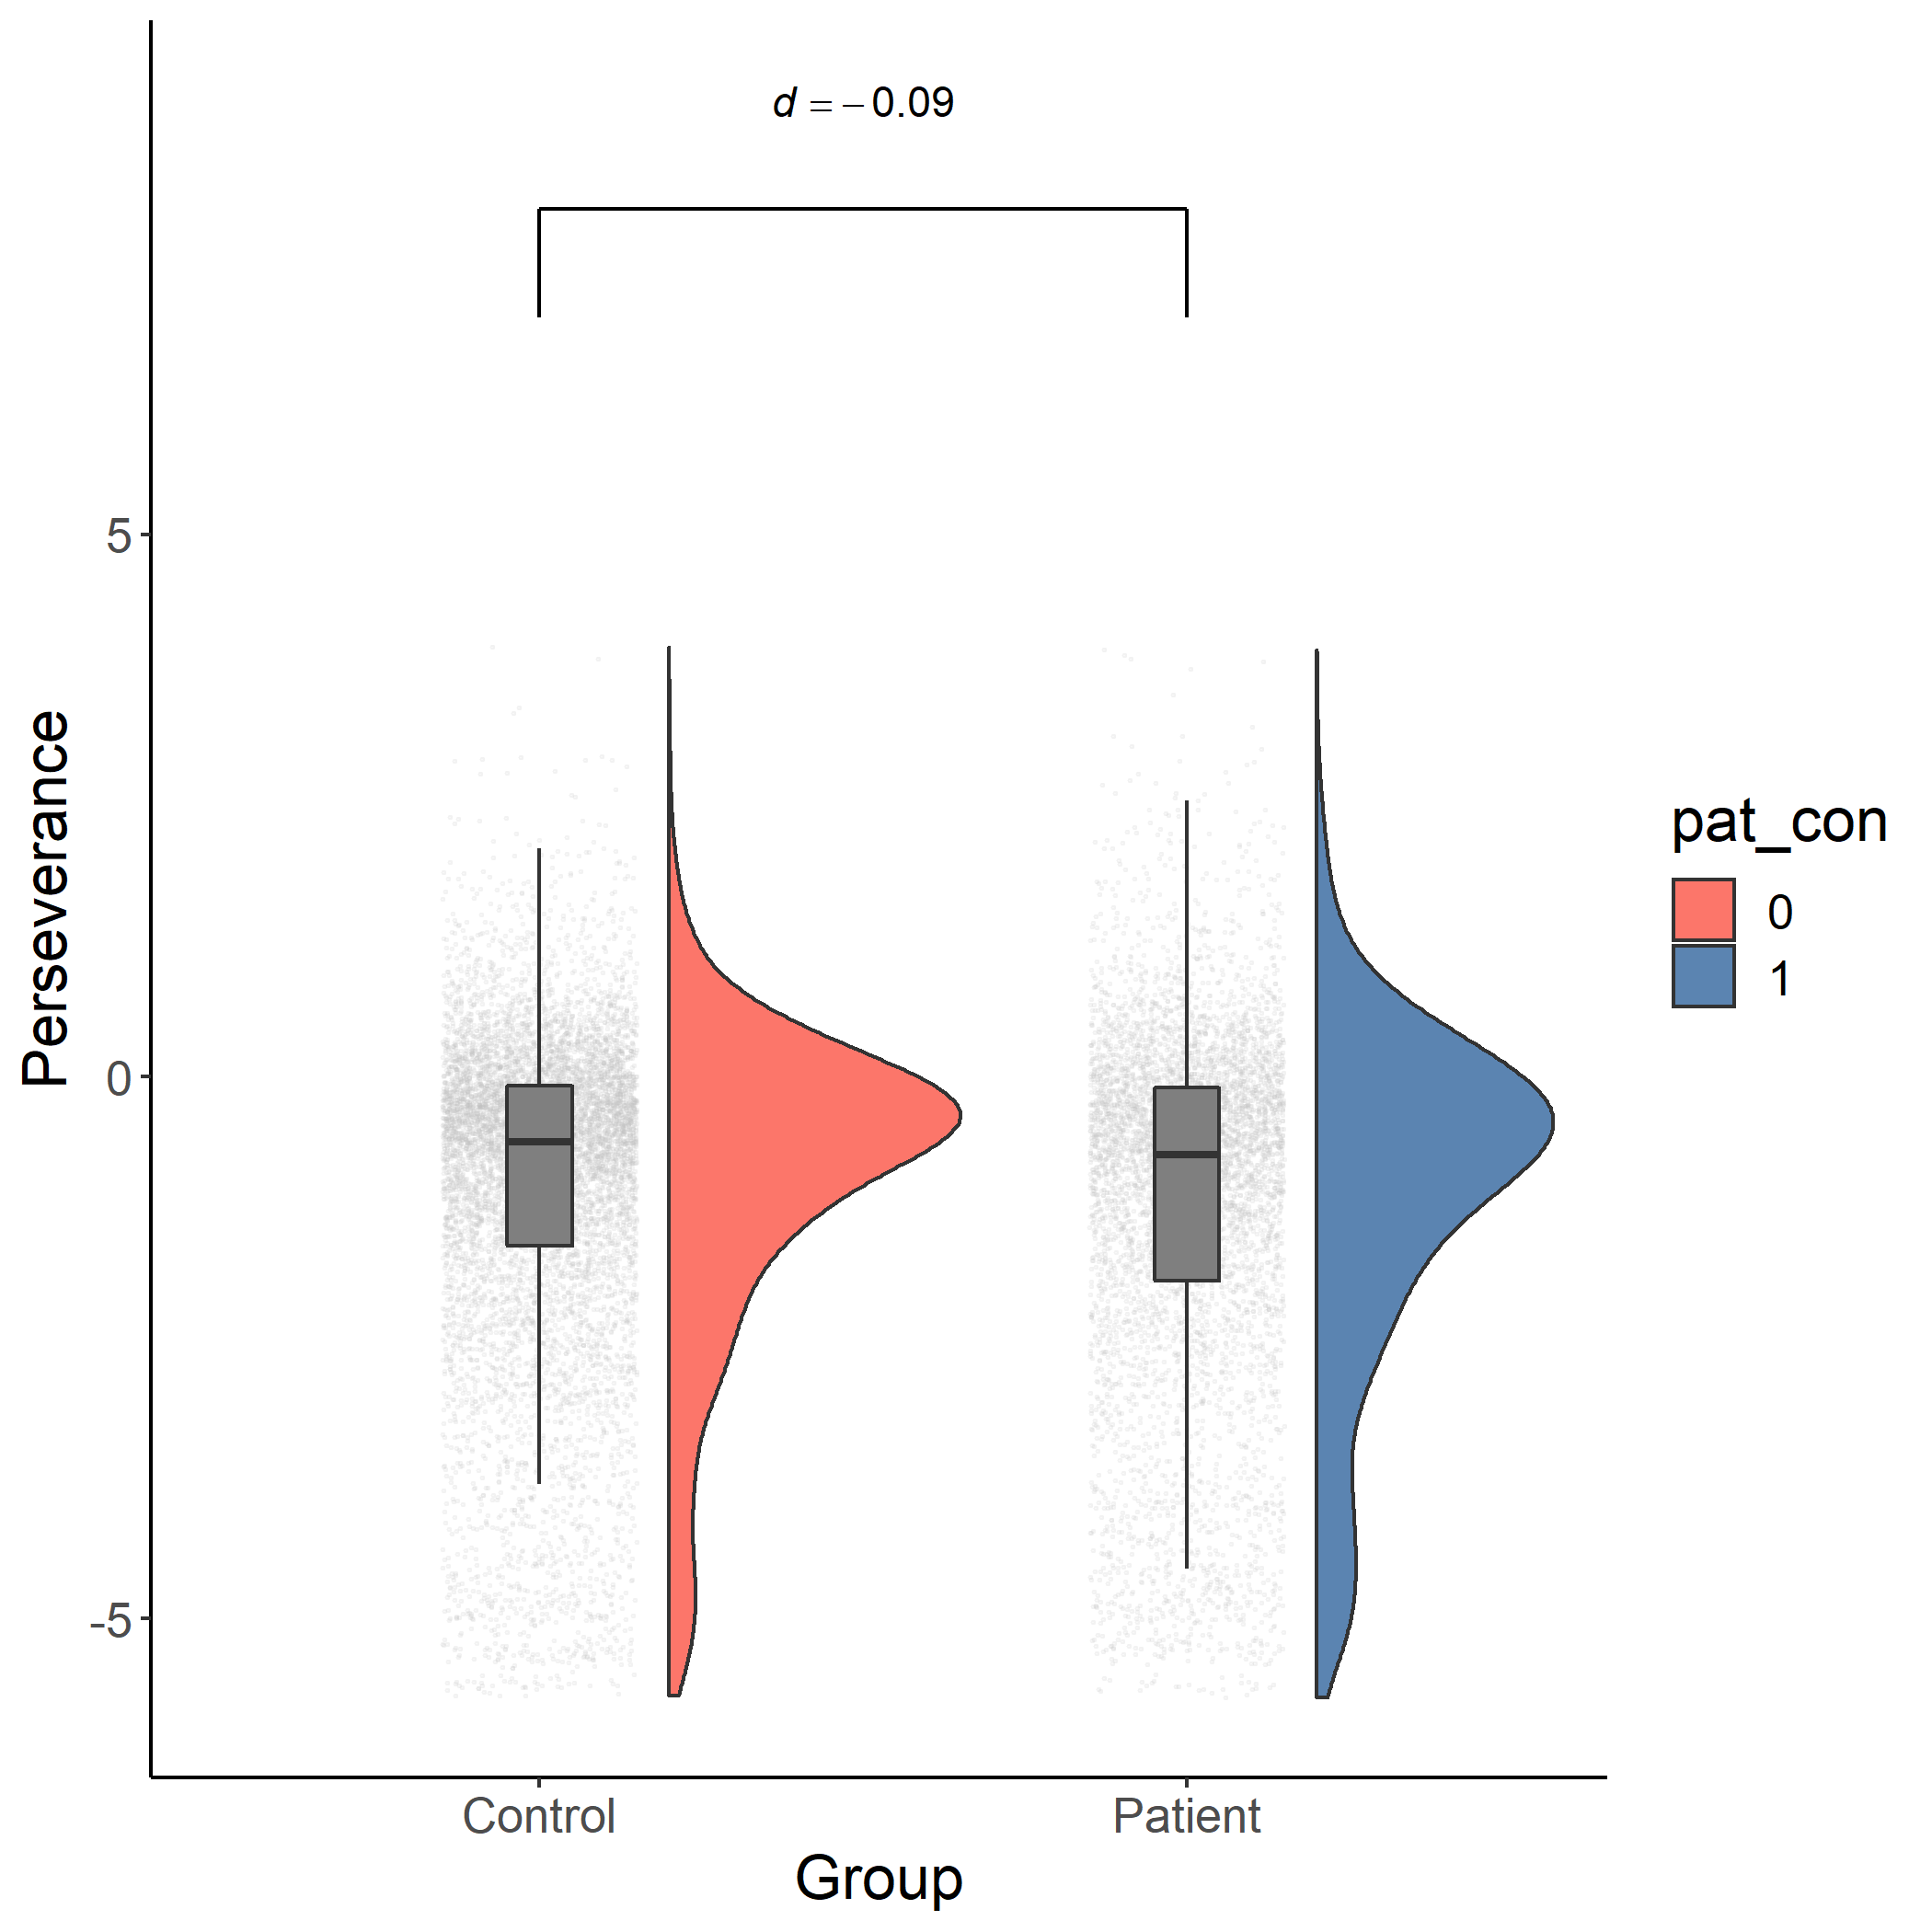 d = − 0.09
Perseverance
5
0
-5
Control
Patient
Group
pat_con
0
1